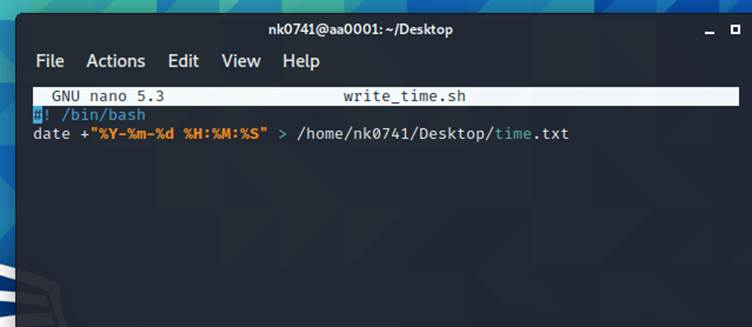 nk0741@aa0001: ~/Desktop
File Actions Edit View Help
GNU nano 5.3 write_time.sh
#! /bin/bash
date +"%Y-%m-%d %H:%M:%S" > /home/nk0741/Desktop/time.txt